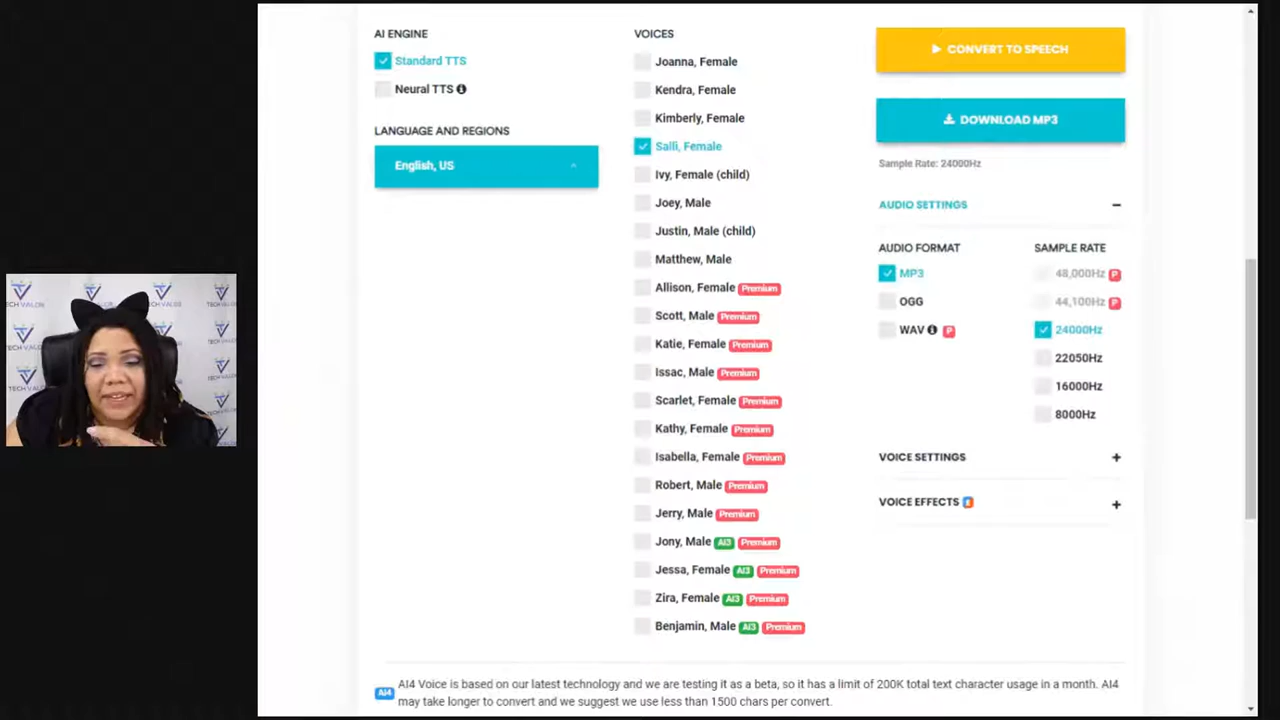 AI ENGINE
Standard TTS
Neural TTS
LANGUAGE AND REGIONS
English, US
VOICES
Joanna, Female
Kendra, Female
Kimberly, Female
Salli, Female
Ivy, Female (child)
Joey, Male
Justin, Male (child)
Matthew, Male
Allison, Female Premium
Scott, Male Premium
Katie, Female Premium
Issac, Male Premium
Scarlet, Female Premium
Kathy, Female Premium
Isabella, Female Premium
Robert, Male Premium
Jerry, Male Premium
Jony, Male AI3 Premium
Jessa, Female AI3 Premium
Zira, Female AI3 Premium
Benjamin, Male AI3 Premium
CONVERT TO SPEECH
DOWNLOAD MP3
Sample Rate: 24000Hz
AUDIO SETTINGS
AUDIO FORMAT
MP3
OGG
WAV P
SAMPLE RATE
48,000Hz P
44,100Hz P
24000Hz
22050Hz
16000Hz
8000Hz
VOICE SETTINGS
VOICE EFFECTS
AI4 AI4 Voice is based on our latest technology and we are testing it as a beta, so it has a limit of 200K total text character usage in a month. AI4
may take longer to convert and we suggest we use less than 1500 chars per convert.
TECH VALOR